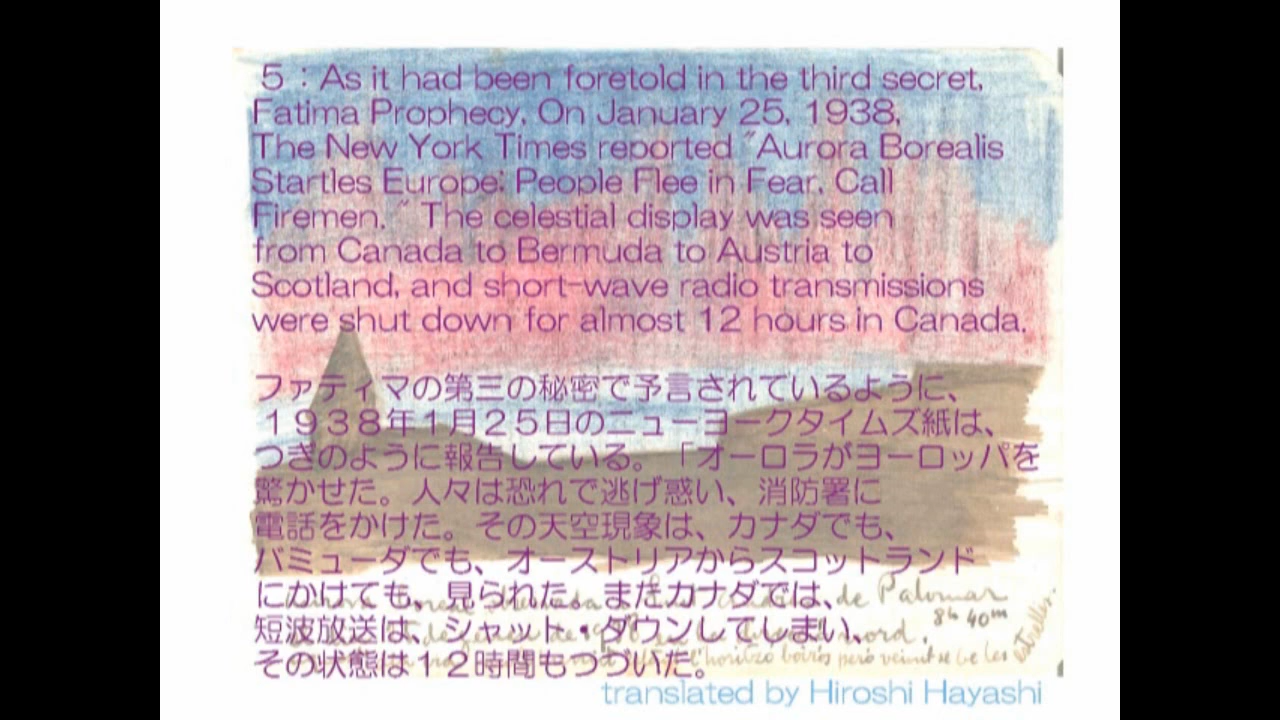 5 : As it had been foretold in the third secret,
Fatima Prophecy, On January 25, 1938,
The New York Times reported "Aurora Borealis
Startles Europe; People Flee in Fear, Call
Firemen. " The celestial display was seen
from Canada to Bermuda to Austria to
Scotland, and short-wave radio transmissions
were shut down for almost 12 hours in Canada.
ファティマの第三の秘密で予言されているように、
１９３８年１月２５日のニューヨークタイムズ紙は、
つぎのように報告している。「オーロラがヨーロッパを
驚かせた。人々は恐れで逃げ惑い、消防署に
電話をかけた。その天空現象は、カナダでも、
バミューダでも、オーストリアからスコットランド
にかけても、見られた。またカナダでは、
de Palomar
短波放送は、シャット・ダウンしてしまい、
nord. 8h 40m
その状態は１２時間もつづいた。
l'horitzó però se be les estrelles.
translated by Hiroshi Hayashi